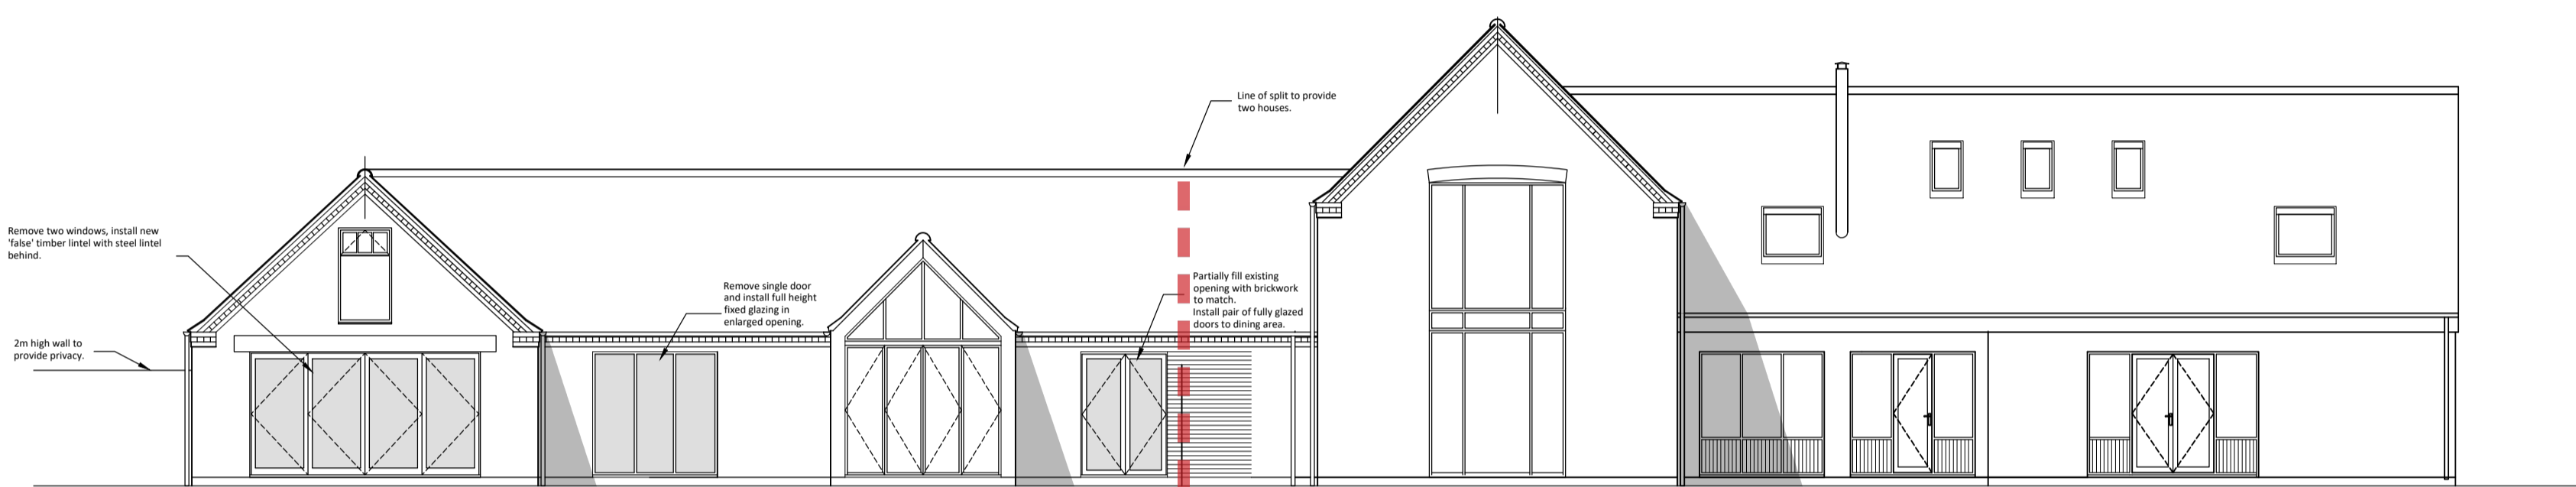 Line of split to provide
two houses.
Remove two windows, install new
'false' timber lintel with steel lintel
behind.
2m high wall to
provide privacy.
Remove single door
and install full height
fixed glazing in
enlarged opening.
Partially fill existing
opening with brickwork
to match.
Install pair of fully glazed
doors to dining area.